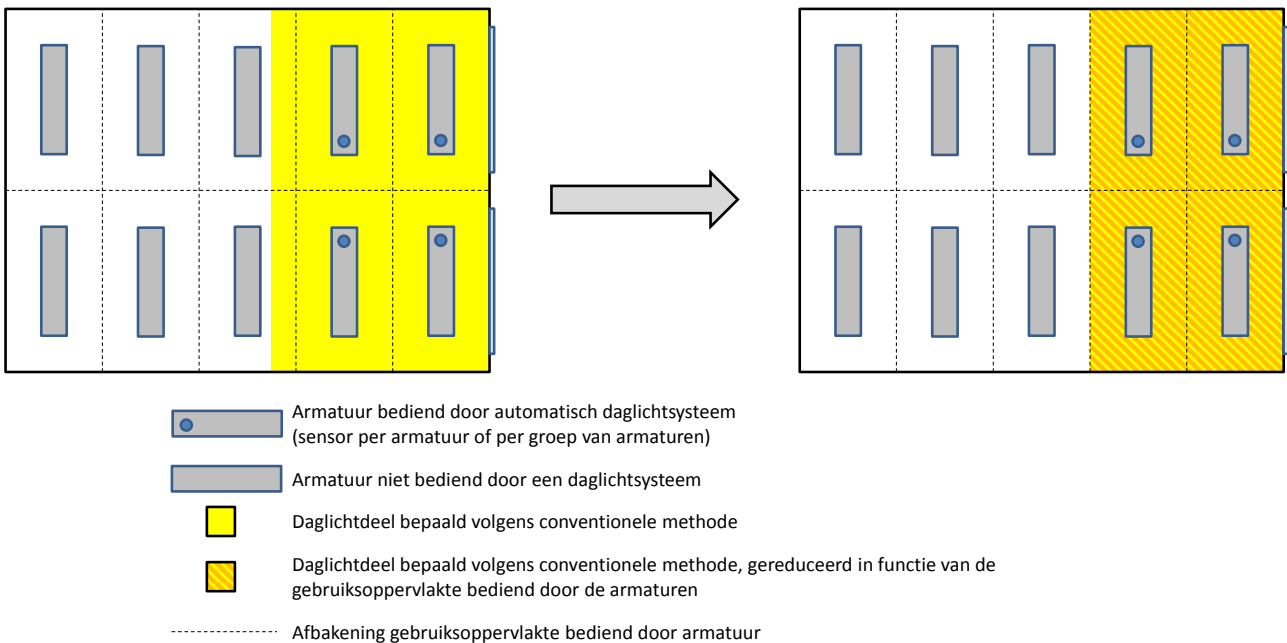 Armatuur bediend door automatisch daglichtsysteem
(sensor per armatuur of per groep van armaturen)
Armatuur niet bediend door een daglichtsysteem
Daglichtdeel bepaald volgens conventionele methode
Daglichtdeel bepaald volgens conventionele methode, gereduceerd in functie van de
gebruiksoppervlakte bediend door de armaturen
Afbakening gebruiksoppervlakte bediend door armatuur